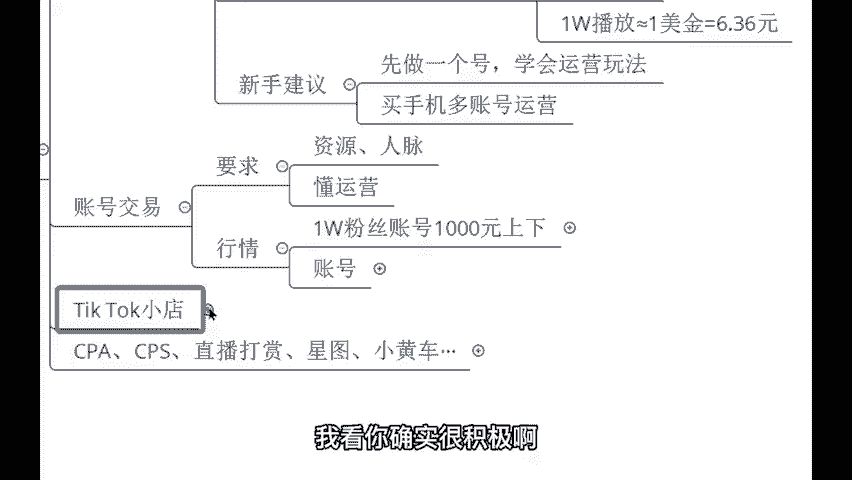 1W播放≈1美金=6.36元
新手建议
先做一个号，学会运营玩法
买手机多账号运营
账号交易
要求
资源、人脉
懂运营
行情
1W粉丝账号1000元上下
账号
Tik Tok小店
CPA、CPS、直播打赏、星图、小黄车…
我看你确实很积极啊